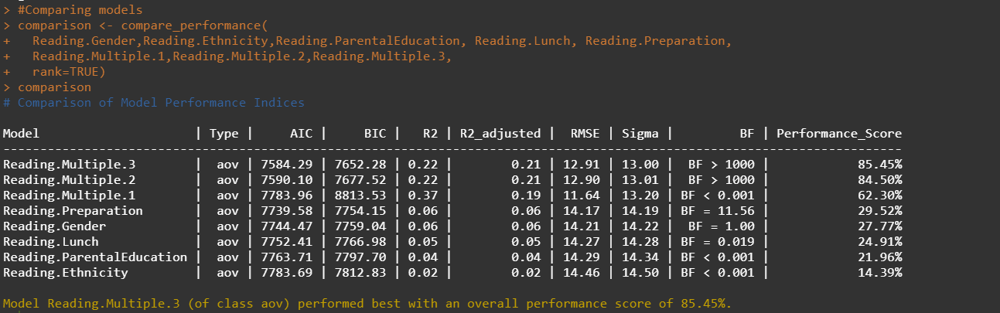 > #Comparing models
> comparison <- compare_performance(
+   Reading.Gender,Reading.Ethnicity,Reading.ParentalEducation, Reading.Lunch, Reading.Preparation,
+   Reading.Multiple.1,Reading.Multiple.2,Reading.Multiple.3,
+   rank=TRUE)
> comparison
# Comparison of Model Performance Indices
Model                    | Type |     AIC |     BIC |   R2 | R2_adjusted |  RMSE | Sigma |         BF | Performance_Score
-------------------------------------------------------------------------------------------------------------------------
Reading.Multiple.3       |  aov | 7584.29 | 7652.28 | 0.22 |        0.21 | 12.91 | 13.00 |  BF > 1000 |            85.45%
Reading.Multiple.2       |  aov | 7590.10 | 7677.52 | 0.22 |        0.21 | 12.90 | 13.01 |  BF > 1000 |            84.50%
Reading.Multiple.1       |  aov | 7783.96 | 8813.53 | 0.37 |        0.19 | 11.64 | 13.20 | BF < 0.001 |            62.30%
Reading.Preparation      |  aov | 7739.58 | 7754.15 | 0.06 |        0.06 | 14.17 | 14.19 | BF = 11.56 |            29.52%
Reading.Gender           |  aov | 7744.47 | 7759.04 | 0.06 |        0.06 | 14.21 | 14.22 |  BF = 1.00 |            27.77%
Reading.Lunch            |  aov | 7752.41 | 7766.98 | 0.05 |        0.05 | 14.27 | 14.28 | BF = 0.019 |            24.91%
Reading.ParentalEducation |  aov | 7763.71 | 7797.70 | 0.04 |        0.04 | 14.29 | 14.34 | BF < 0.001 |            21.96%
Reading.Ethnicity        |  aov | 7783.69 | 7812.83 | 0.02 |        0.02 | 14.46 | 14.50 | BF < 0.001 |            14.39%
Model Reading.Multiple.3 (of class aov) performed best with an overall performance score of 85.45%.